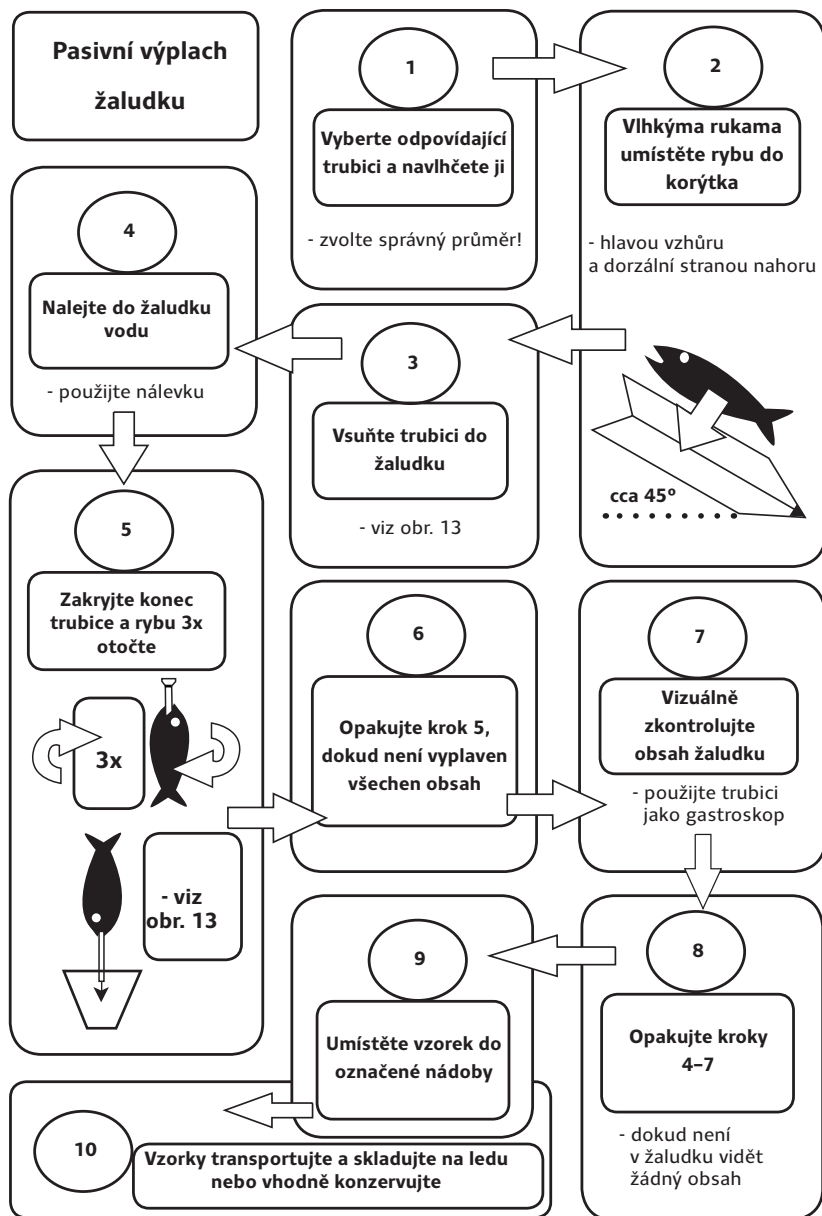 Pasivní výplach
žaludku
1
Vyberte odpovídající
trubici a navlhčete ji
- zvolte správný průměr!
2
Vlhkýma rukama
umístěte rybu do
korýtka
- hlavou vzhůru
a dorzální stranou nahoru
cca 45º
3
Vsuňte trubici do
žaludku
- viz obr. 13
4
Nalejte do žaludku
vodu
- použijte nálevku
5
Zakryjte konec
trubice a rybu 3x
otočte
3x
- viz
obr. 13
6
Opakujte krok 5,
dokud není vyplaven
všechen obsah
7
Vizuálně
zkontrolujte
obsah žaludku
- použijte trubici
jako gastroskop
8
Opakujte kroky
4–7
- dokud není
v žaludku vidět
žádný obsah
9
Umístěte vzorek do
označené nádoby
10
Vzorky transportujte a skladujte na ledu
nebo vhodně konzervujte